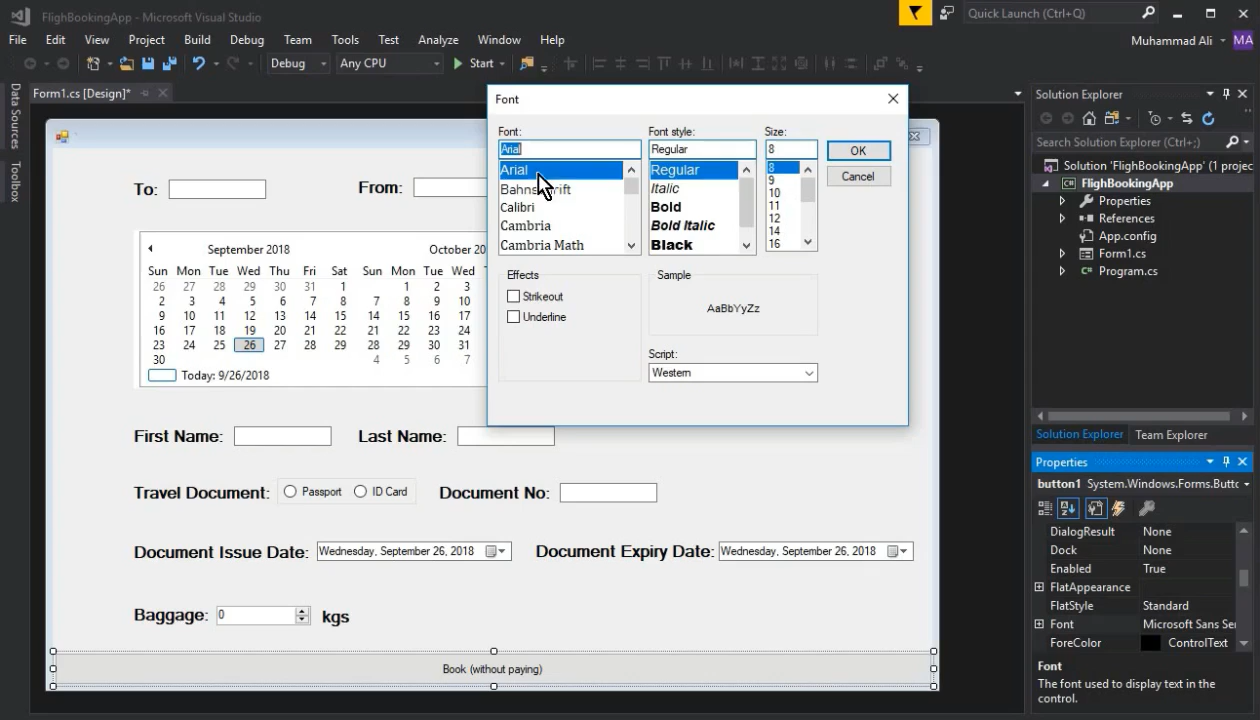 FlighBookingApp - Microsoft Visual Studio
Quick Launch (Ctrl+Q)
File Edit View Project Build Debug Team Tools Test Analyze Window Help
Muhammad Ali MA
Debug Any CPU Start
Data Sources
Toolbox
Form1.cs [Design]*
To:
From:
September 2018
Sun Mon Tue Wed Thu Fri Sat
26 27 28 29 30 31 1
2 3 4 5 6 7 8
9 10 11 12 13 14 15
16 17 18 19 20 21 22
23 24 25 26 27 28 29
30
October 20
Sun Mon Tue Wed
1 2 3
7 8 9 10
14 15 16 17
21 22 23 24
28 29 30 31
4 5 6 7
Today: 9/26/2018
First Name:
Last Name:
Travel Document:
Passport
ID Card
Document No:
Document Issue Date:
Wednesday, September 26, 2018
Document Expiry Date:
Wednesday, September 26, 2018
Baggage:
0
kgs
Book (without paying)
Font
Font:
Arial
Arial
Bahnschrift
Calibri
Cambria
Cambria Math
Font style:
Regular
Regular
Italic
Bold
Bold Italic
Black
Size:
8
8
9
10
11
12
14
16
OK
Cancel
Effects
Strikeout
Underline
Sample
AaBbYyZz
Script:
Western
Solution Explorer
Search Solution Explorer (Ctrl+;)
Solution 'FlighBookingApp' (1 projec
FlighBookingApp
Properties
References
App.config
Form1.cs
Program.cs
Solution Explorer Team Explorer
Properties
button1 System.Windows.Forms.Butto
DialogResult None
Dock None
Enabled True
FlatAppearance
FlatStyle Standard
Font Microsoft Sans Ser
ForeColor ControlText
Font
The font used to display text in the
control.